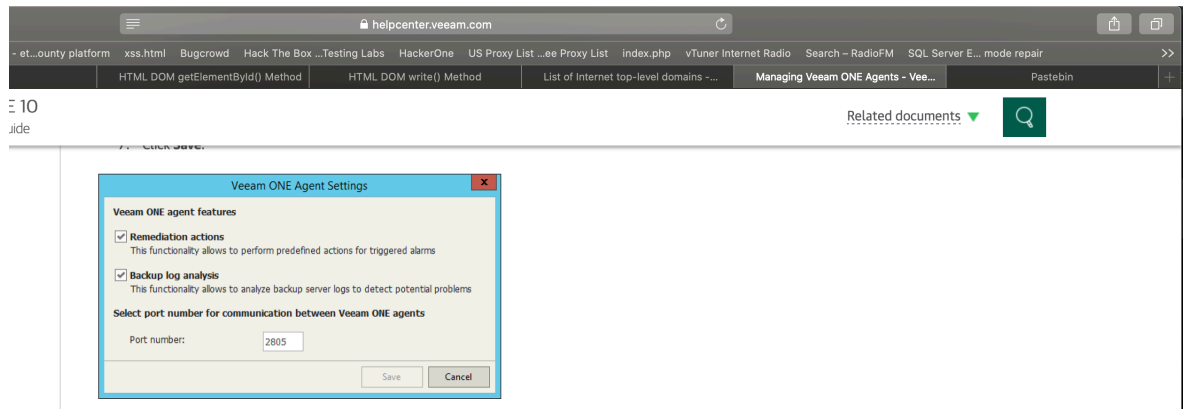 helpcenter.veeam.com
- et...ounty platform xss.html Bugcrowd Hack The Box ...Testing Labs HackerOne US Proxy List ...ee Proxy List index.php vTuner Internet Radio Search – RadioFM SQL Server E... mode repair >>
HTML DOM getElementById() Method HTML DOM write() Method List of Internet top-level domains -... Managing Veeam ONE Agents - Vee... Pastebin +
E 10
uide
Related documents
7. Click Save.
Veeam ONE Agent Settings x
Veeam ONE agent features
Remediation actions
This functionality allows to perform predefined actions for triggered alarms
Backup log analysis
This functionality allows to analyze backup server logs to detect potential problems
Select port number for communication between Veeam ONE agents
Port number: 2805
Save Cancel